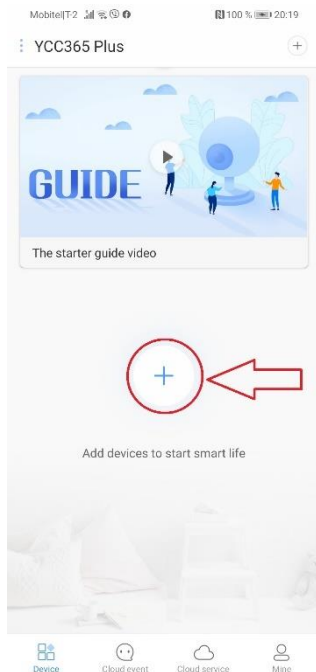 Mobitel|T-2 100 % 20:19
YCC365 Plus
GUIDE
The starter guide video
Add devices to start smart life
Device Cloud event Cloud service Mine